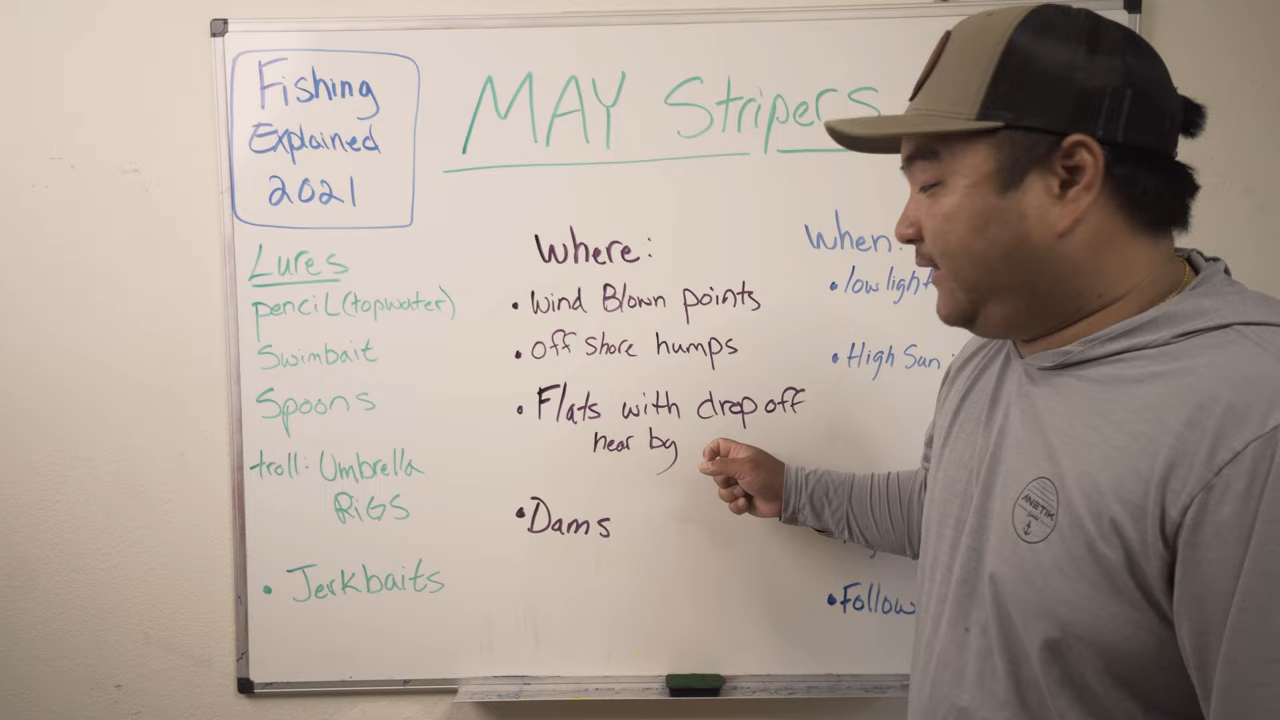 Fishing
Explained
2021
MAY Stripers
Lures
pencil (topwater)
Swimbait
Spoons
troll: Umbrella
RIGS
• Jerkbaits
Where:
• Wind Blown points
• Off Shore humps
• Flats with drop off
near by
• Dams
When:
• low light
• High Sun
• Follow
ANETIK